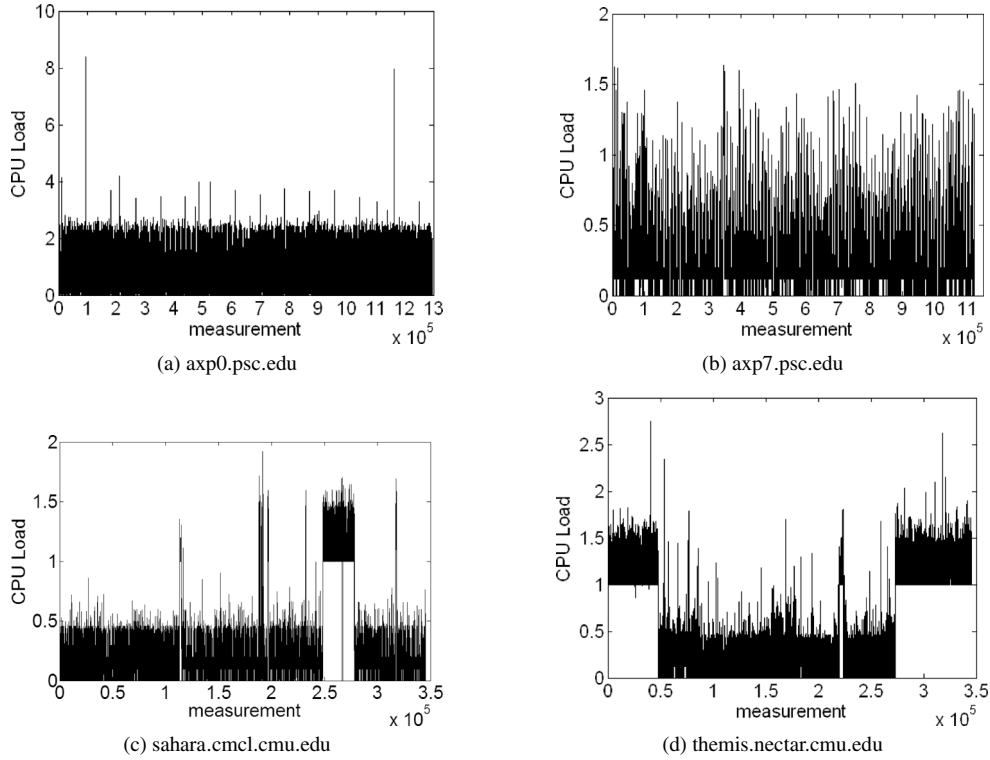 10
8
6
4
2
0
CPU Load
0 1 2 3 4 5 6 7 8 9 10 11 12 13
measurement
x 10^5
(a) axp0.psc.edu
2
1.5
1
0.5
0
CPU Load
0 1 2 3 4 5 6 7 8 9 10 11
measurement
x 10^5
(b) axp7.psc.edu
2
1.5
1
0.5
0
CPU Load
0 0.5 1 1.5 2 2.5 3 3.5
measurement
x 10^5
(c) sahara.cmcl.cmu.edu
3
2.5
2
1.5
1
0.5
0
CPU Load
0 0.5 1 1.5 2 2.5 3 3.5
measurement
x 10^5
(d) themis.nectar.cmu.edu